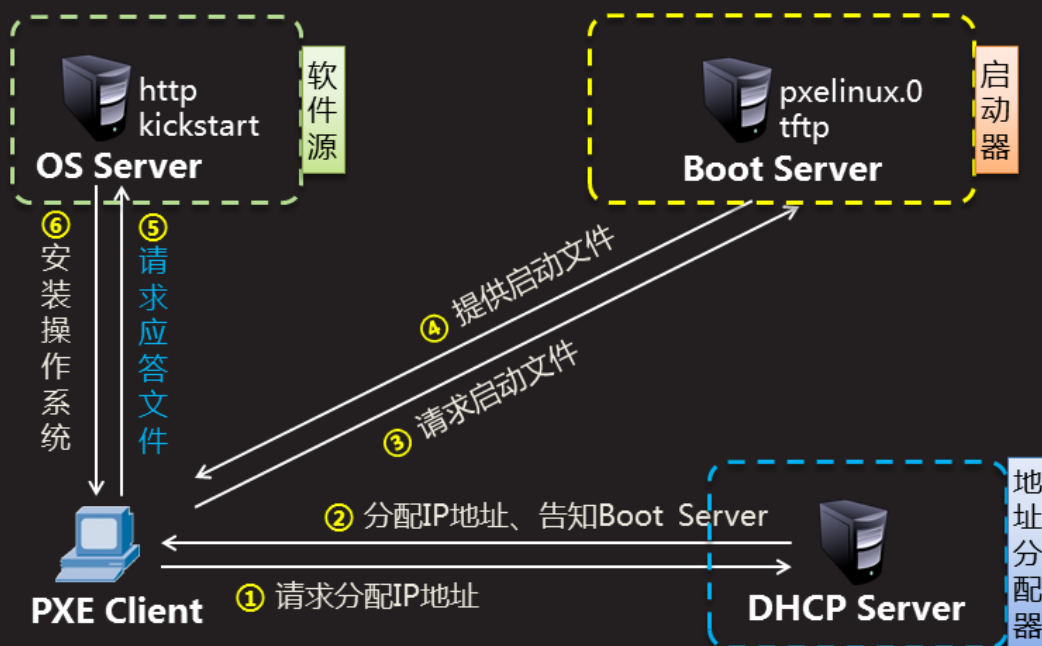 http
kickstart
OS Server
软件源
pxelinux.0
tftp
Boot Server
启动器
⑥ 安装操作系统
⑤ 请求应答文件
④ 提供启动文件
③ 请求启动文件
② 分配IP地址、告知Boot Server
① 请求分配IP地址
PXE Client
DHCP Server
地址分配器